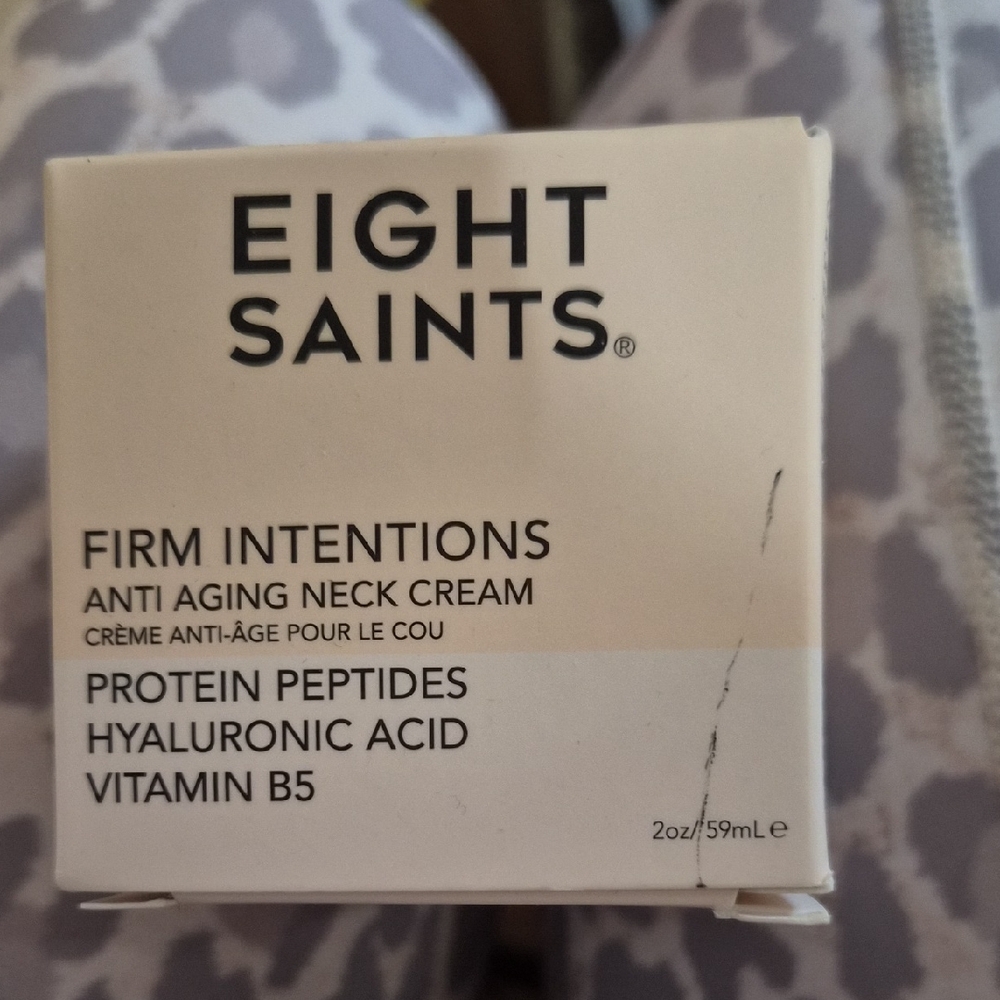 EIGHT
SAINTS®
FIRM INTENTIONS
ANTI AGING NECK CREAM
CRÈME ANTI-ÂGE POUR LE COU
PROTEIN PEPTIDES
HYALURONIC ACID
VITAMIN B5
2oz/59mL℮